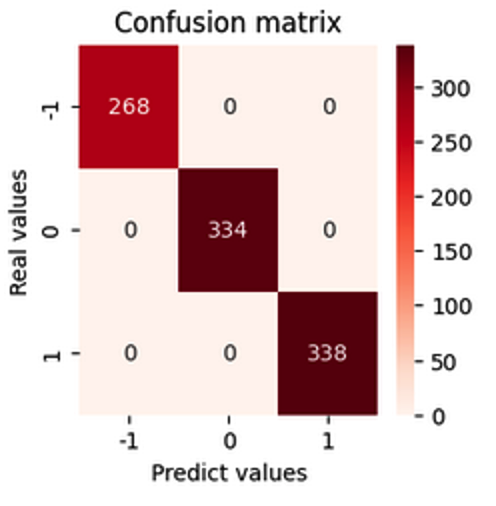 Confusion matrix
-1 268 0 0
0 0 334 0
1 0 0 338
-1 0 1
Real values
Predict values
300
250
200
150
100
50
0